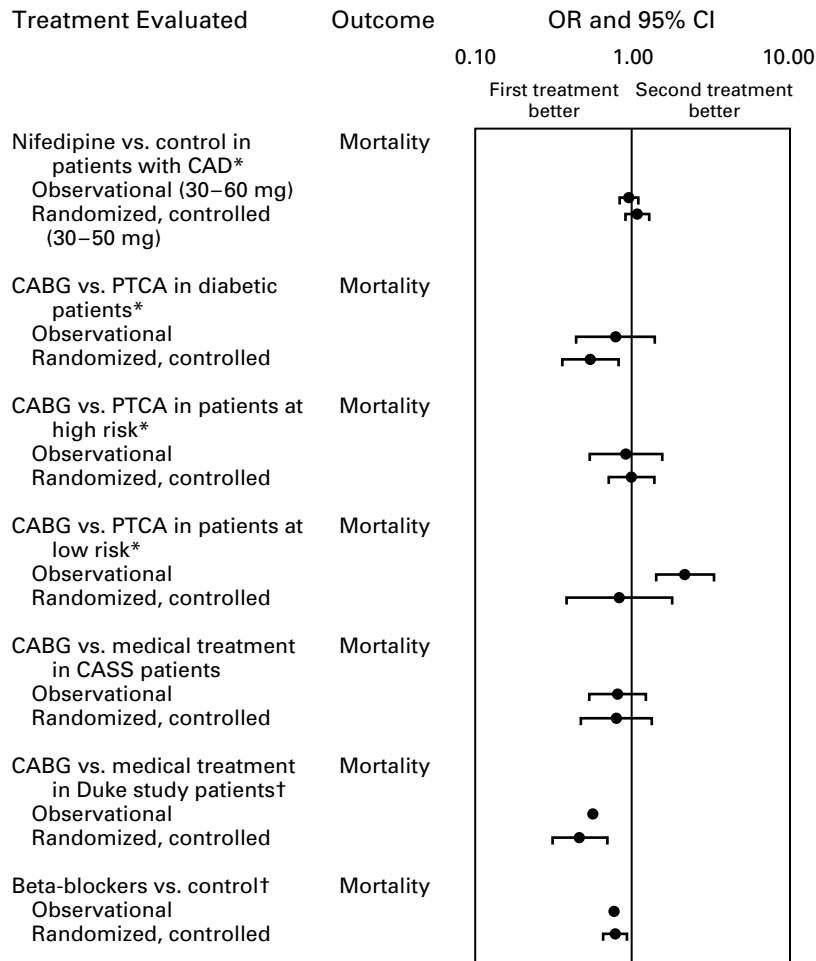 Treatment Evaluated Outcome OR and 95% CI
0.10 1.00 10.00
First treatment better Second treatment better
Nifedipine vs. control in Mortality
patients with CAD*
Observational (30–60 mg)
Randomized, controlled
(30–50 mg)
CABG vs. PTCA in diabetic Mortality
patients*
Observational
Randomized, controlled
CABG vs. PTCA in patients at Mortality
high risk*
Observational
Randomized, controlled
CABG vs. PTCA in patients at Mortality
low risk*
Observational
Randomized, controlled
CABG vs. medical treatment Mortality
in CASS patients
Observational
Randomized, controlled
CABG vs. medical treatment Mortality
in Duke study patients†
Observational
Randomized, controlled
Beta-blockers vs. control† Mortality
Observational
Randomized, controlled